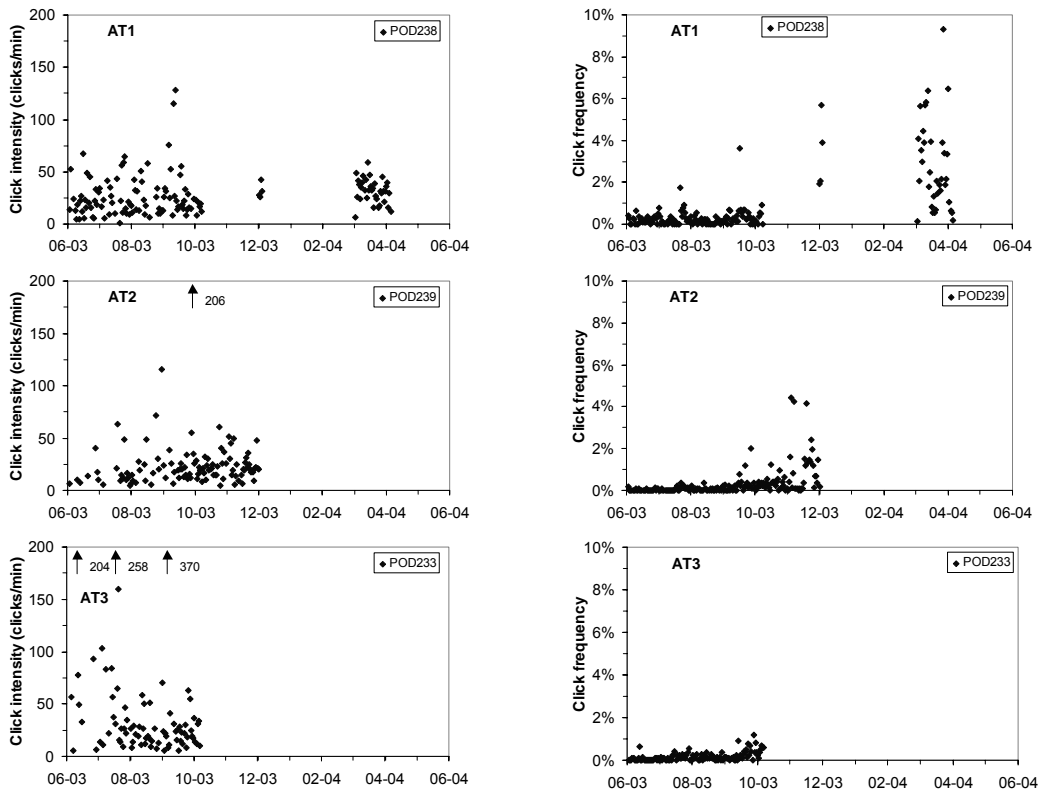 AT1
POD238
Click intensity (clicks/min)
200
150
100
50
0
06-03 08-03 10-03 12-03 02-04 04-04 06-04
AT1
POD238
Click frequency
10%
8%
6%
4%
2%
0%
06-03 08-03 10-03 12-03 02-04 04-04 06-04
AT2
206
POD239
Click intensity (clicks/min)
200
150
100
50
0
06-03 08-03 10-03 12-03 02-04 04-04 06-04
AT2
POD239
Click frequency
10%
8%
6%
4%
2%
0%
06-03 08-03 10-03 12-03 02-04 04-04 06-04
AT3
204 258 370
POD233
Click intensity (clicks/min)
200
150
100
50
0
06-03 08-03 10-03 12-03 02-04 04-04 06-04
AT3
POD233
Click frequency
10%
8%
6%
4%
2%
0%
06-03 08-03 10-03 12-03 02-04 04-04 06-04